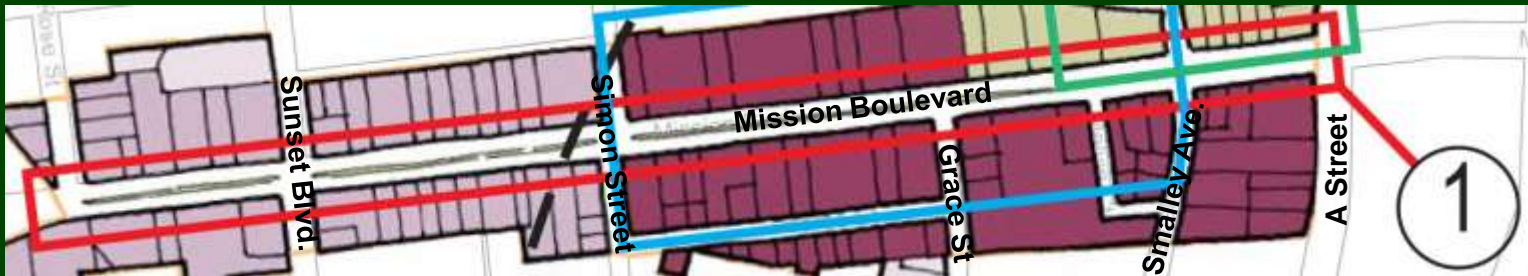 Sunset Blvd.
Simon Street
Mission Boulevard
Grace St
Smalley Ave.
A Street
1